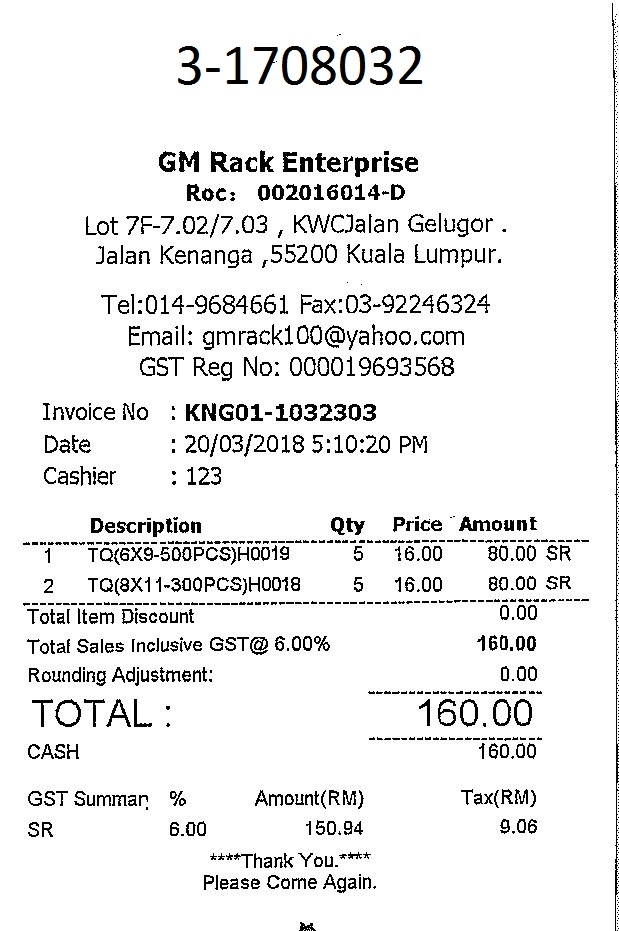 3-1708032
GM Rack Enterprise
Roc: 002016014-D
Lot 7F-7.02/7.03 , KWCJalan Gelugor .
Jalan Kenanga ,55200 Kuala Lumpur.
Tel:014-9684661 Fax:03-92246324
Email: gmrack100@yahoo.com
GST Reg No: 000019693568
Invoice No : KNG01-1032303
Date : 20/03/2018 5:10:20 PM
Cashier : 123
Description Qty Price Amount
1 TQ(6X9-500PCS)H0019 5 16.00 80.00 SR
2 TQ(8X11-300PCS)H0018 5 16.00 80.00 SR
Total Item Discount 0.00
Total Sales Inclusive GST@ 6.00% 160.00
Rounding Adjustment: 0.00
TOTAL : 160.00
CASH 160.00
GST Summar % Amount(RM) Tax(RM)
SR 6.00 150.94 9.06
****Thank You.****
Please Come Again.